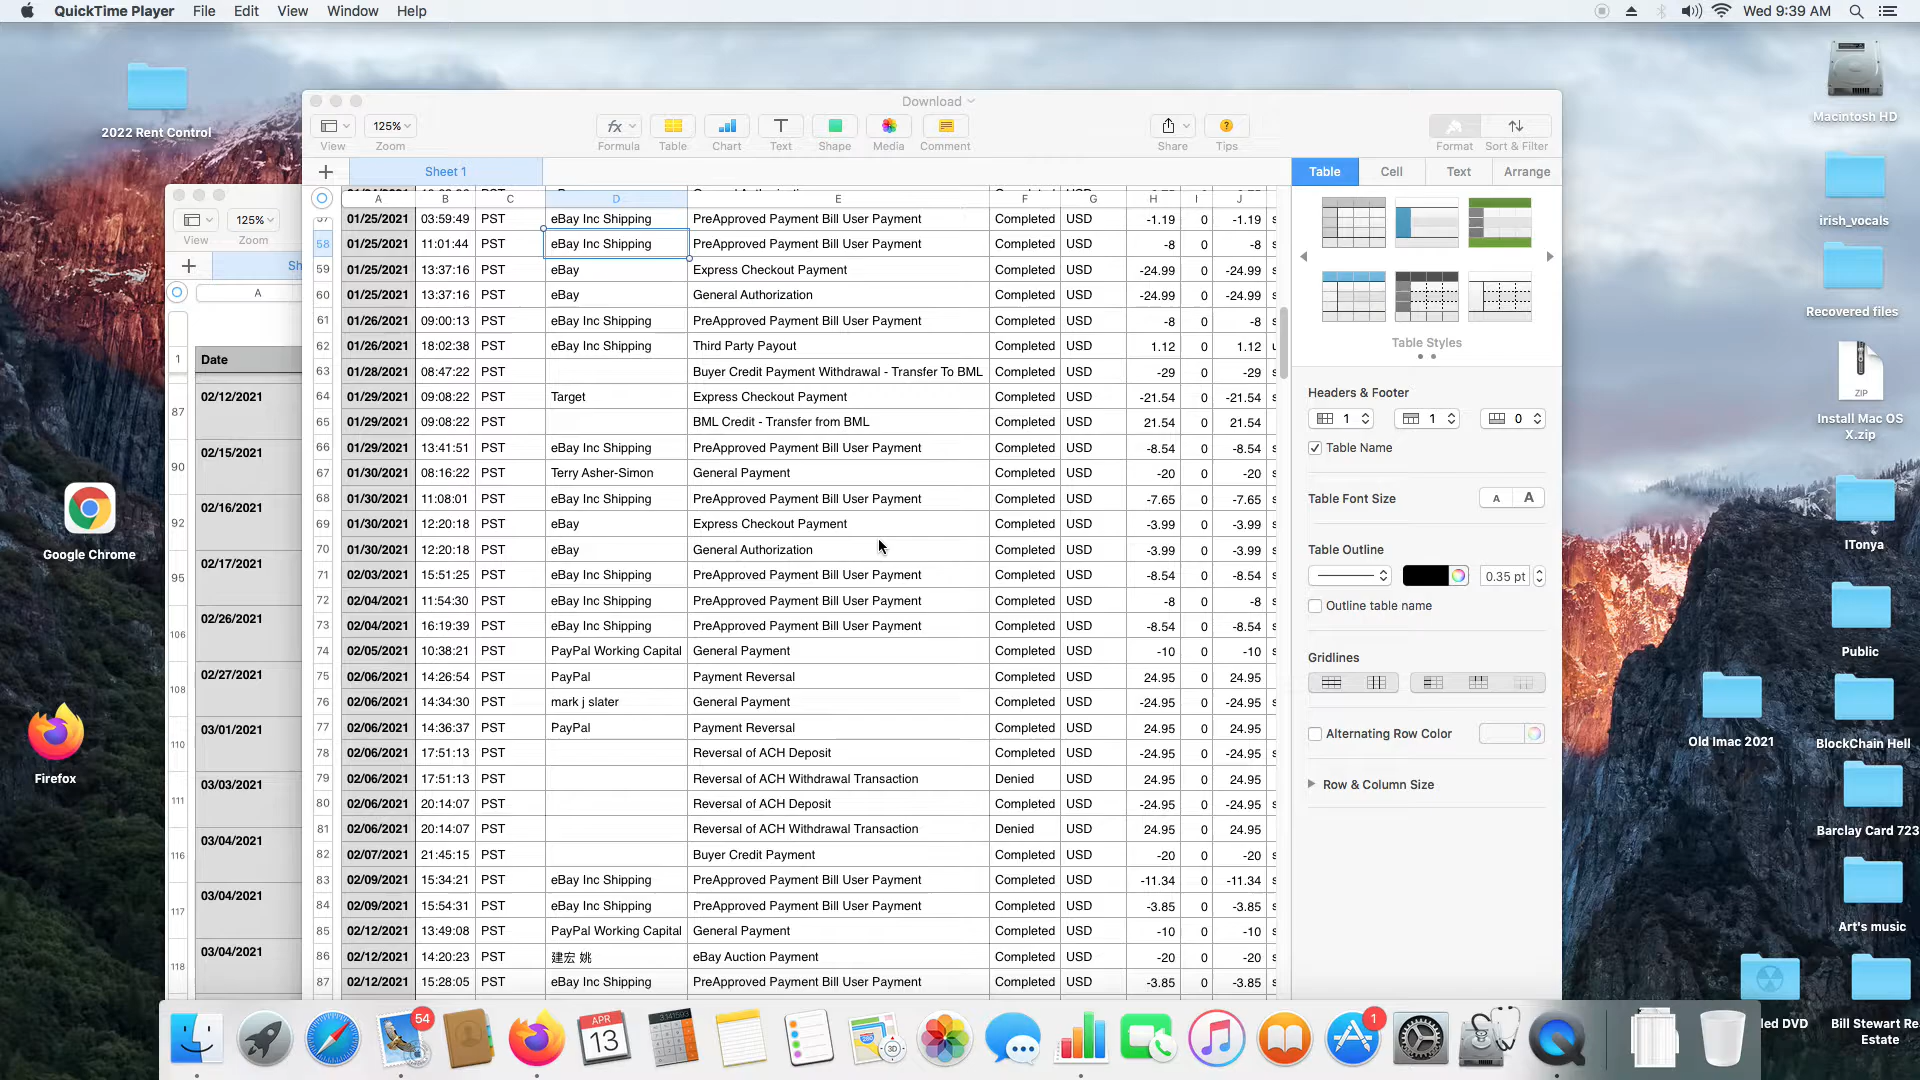 QuickTime Player File Edit View Window Help Wed 9:39 AM
2022 Rent Control
Google Chrome
Firefox
125%
View Zoom
A
1 Date
87 02/12/2021
90 02/15/2021
92 02/16/2021
95 02/17/2021
106 02/26/2021
108 02/27/2021
110 03/01/2021
111 03/03/2021
116 03/04/2021
117 03/04/2021
118 03/04/2021
Download
125%
View Zoom Formula Table Chart Text Shape Media Comment Share Tips Format Sort & Filter
Sheet 1
A B C D E F G H I J
57 01/25/2021 03:59:49 PST eBay Inc Shipping PreApproved Payment Bill User Payment Completed USD -1.19 0 -1.19
58 01/25/2021 11:01:44 PST eBay Inc Shipping PreApproved Payment Bill User Payment Completed USD -8 0 -8
59 01/25/2021 13:37:16 PST eBay Express Checkout Payment Completed USD -24.99 0 -24.99
60 01/25/2021 13:37:16 PST eBay General Authorization Completed USD -24.99 0 -24.99
61 01/26/2021 09:00:13 PST eBay Inc Shipping PreApproved Payment Bill User Payment Completed USD -8 0 -8
62 01/26/2021 18:02:38 PST eBay Inc Shipping Third Party Payout Completed USD 1.12 0 1.12
63 01/28/2021 08:47:22 PST Buyer Credit Payment Withdrawal - Transfer To BML Completed USD -29 0 -29
64 01/29/2021 09:08:22 PST Target Express Checkout Payment Completed USD -21.54 0 -21.54
65 01/29/2021 09:08:22 PST BML Credit - Transfer from BML Completed USD 21.54 0 21.54
66 01/29/2021 13:41:51 PST eBay Inc Shipping PreApproved Payment Bill User Payment Completed USD -8.54 0 -8.54
67 01/30/2021 08:16:22 PST Terry Asher-Simon General Payment Completed USD -20 0 -20
68 01/30/2021 11:08:01 PST eBay Inc Shipping PreApproved Payment Bill User Payment Completed USD -7.65 0 -7.65
69 01/30/2021 12:20:18 PST eBay Express Checkout Payment Completed USD -3.99 0 -3.99
70 01/30/2021 12:20:18 PST eBay General Authorization Completed USD -3.99 0 -3.99
71 02/03/2021 15:51:25 PST eBay Inc Shipping PreApproved Payment Bill User Payment Completed USD -8.54 0 -8.54
72 02/04/2021 11:54:30 PST eBay Inc Shipping PreApproved Payment Bill User Payment Completed USD -8 0 -8
73 02/04/2021 16:19:39 PST eBay Inc Shipping PreApproved Payment Bill User Payment Completed USD -8.54 0 -8.54
74 02/05/2021 10:38:21 PST PayPal Working Capital General Payment Completed USD -10 0 -10
75 02/06/2021 14:26:54 PST PayPal Payment Reversal Completed USD 24.95 0 24.95
76 02/06/2021 14:34:30 PST mark j slater General Payment Completed USD -24.95 0 -24.95
77 02/06/2021 14:36:37 PST PayPal Payment Reversal Completed USD 24.95 0 24.95
78 02/06/2021 17:51:13 PST Reversal of ACH Deposit Completed USD -24.95 0 -24.95
79 02/06/2021 17:51:13 PST Reversal of ACH Withdrawal Transaction Denied USD 24.95 0 24.95
80 02/06/2021 20:14:07 PST Reversal of ACH Deposit Completed USD -24.95 0 -24.95
81 02/06/2021 20:14:07 PST Reversal of ACH Withdrawal Transaction Denied USD 24.95 0 24.95
82 02/07/2021 21:45:15 PST Buyer Credit Payment Completed USD -20 0 -20
83 02/09/2021 15:34:21 PST eBay Inc Shipping PreApproved Payment Bill User Payment Completed USD -11.34 0 -11.34
84 02/09/2021 15:54:31 PST eBay Inc Shipping PreApproved Payment Bill User Payment Completed USD -3.85 0 -3.85
85 02/12/2021 13:49:08 PST PayPal Working Capital General Payment Completed USD -10 0 -10
86 02/12/2021 14:20:23 PST 建宏 姚 eBay Auction Payment Completed USD -20 0 -20
87 02/12/2021 15:28:05 PST eBay Inc Shipping PreApproved Payment Bill User Payment Completed USD -3.85 0 -3.85
Table Cell Text Arrange
Table Styles
Headers & Footer
1 1 0
Table Name
Table Font Size A A
Table Outline
0.35 pt
Outline table name
Gridlines
Alternating Row Color
Row & Column Size
Macintosh HD
irish_vocals
Recovered files
ZIP
Install Mac OS
X.zip
ITonya
Public
Old Imac 2021
BlockChain Hell
Barclay Card 723
Art's music
led DVD
Bill Stewart Re
Estate
54
APR
13
3D
1